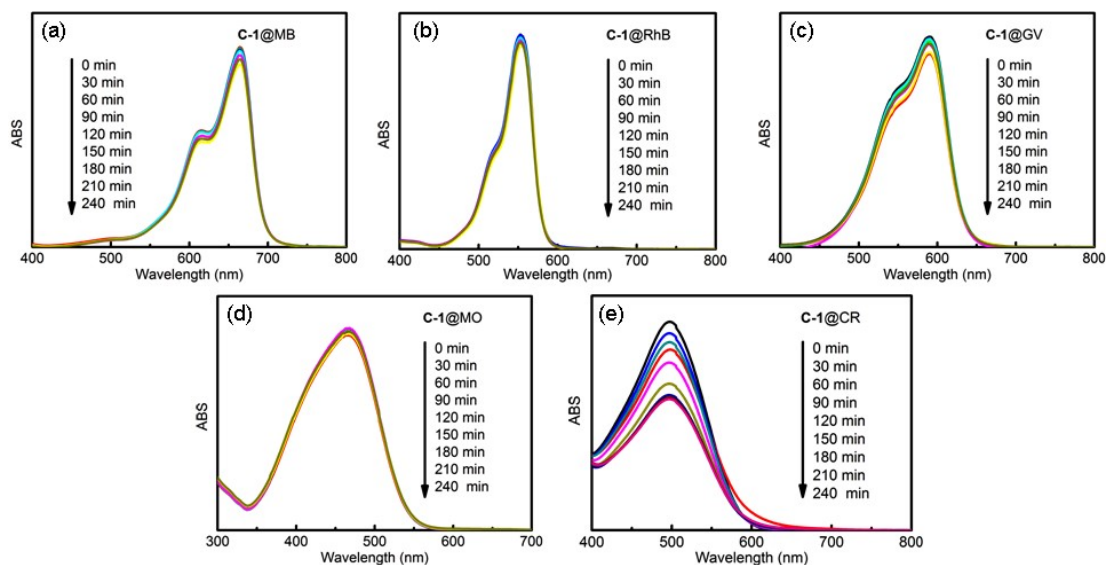 (a)
C-1@MB
0 min
30 min
60 min
90 min
120 min
150 min
180 min
210 min
240 min
ABS
400 500 600 700 800
Wavelength (nm)
(b)
C-1@RhB
0 min
30 min
60 min
90 min
120 min
150 min
180 min
210 min
240 min
ABS
400 500 600 700 800
Wavelength (nm)
(c)
C-1@GV
0 min
30 min
60 min
90 min
120 min
150 min
180 min
210 min
240 min
ABS
400 500 600 700 800
Wavelength (nm)
(d)
C-1@MO
0 min
30 min
60 min
90 min
120 min
150 min
180 min
210 min
240 min
ABS
300 400 500 600 700
Wavelength (nm)
(e)
C-1@CR
0 min
30 min
60 min
90 min
120 min
150 min
180 min
210 min
240 min
ABS
400 500 600 700 800
Wavelength (nm)